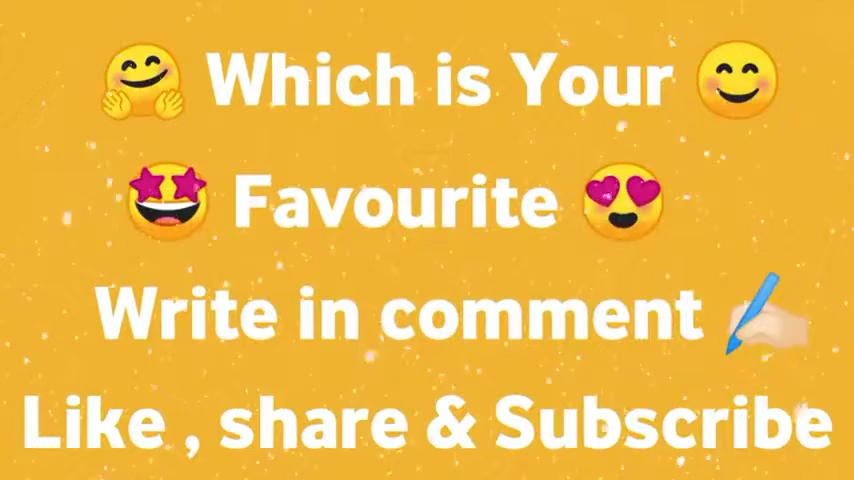 🤗 Which is Your 😊
🤩 Favourite 😍
Write in comment ✍🏻
Like , share & Subscribe